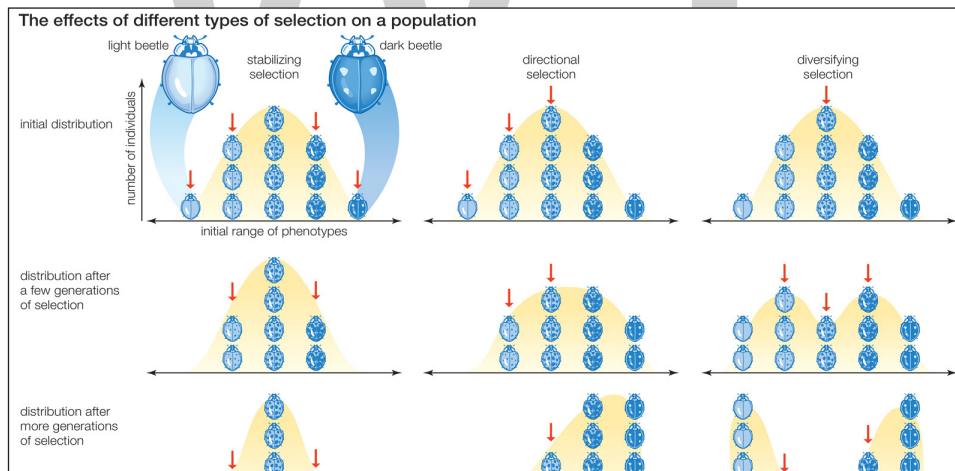 The effects of different types of selection on a population
light beetle
dark beetle
stabilizing
selection
directional
selection
diversifying
selection
initial distribution
number of individuals
initial range of phenotypes
distribution after
a few generations
of selection
distribution after
more generations
of selection